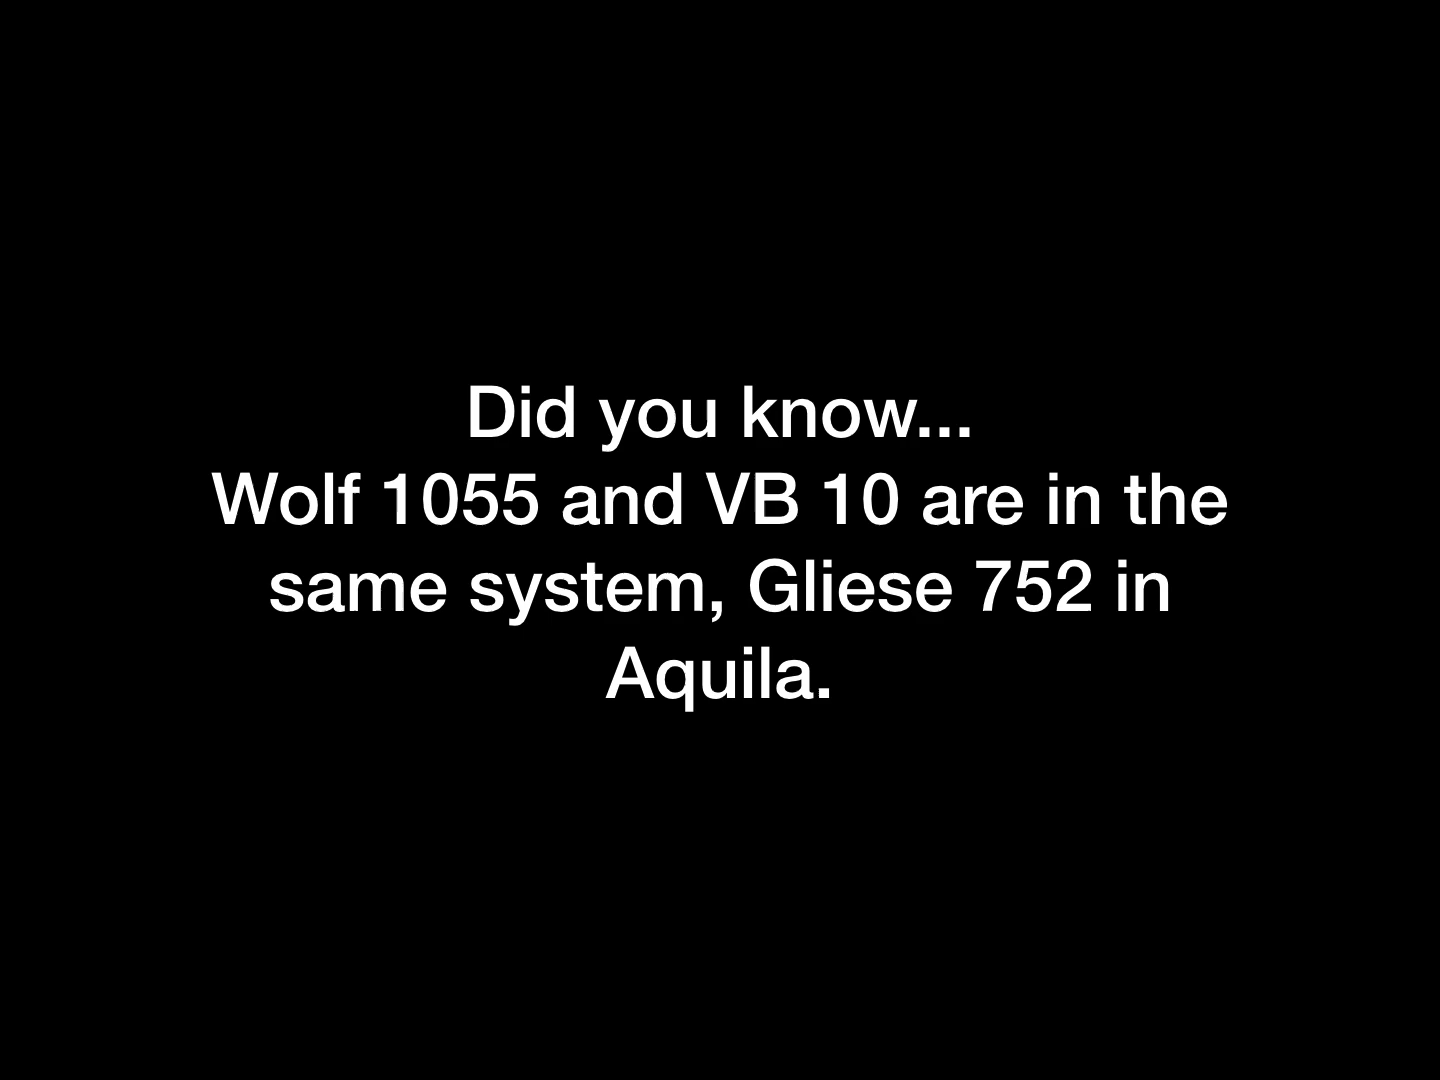 Did you know...
Wolf 1055 and VB 10 are in the
same system, Gliese 752 in
Aquila.